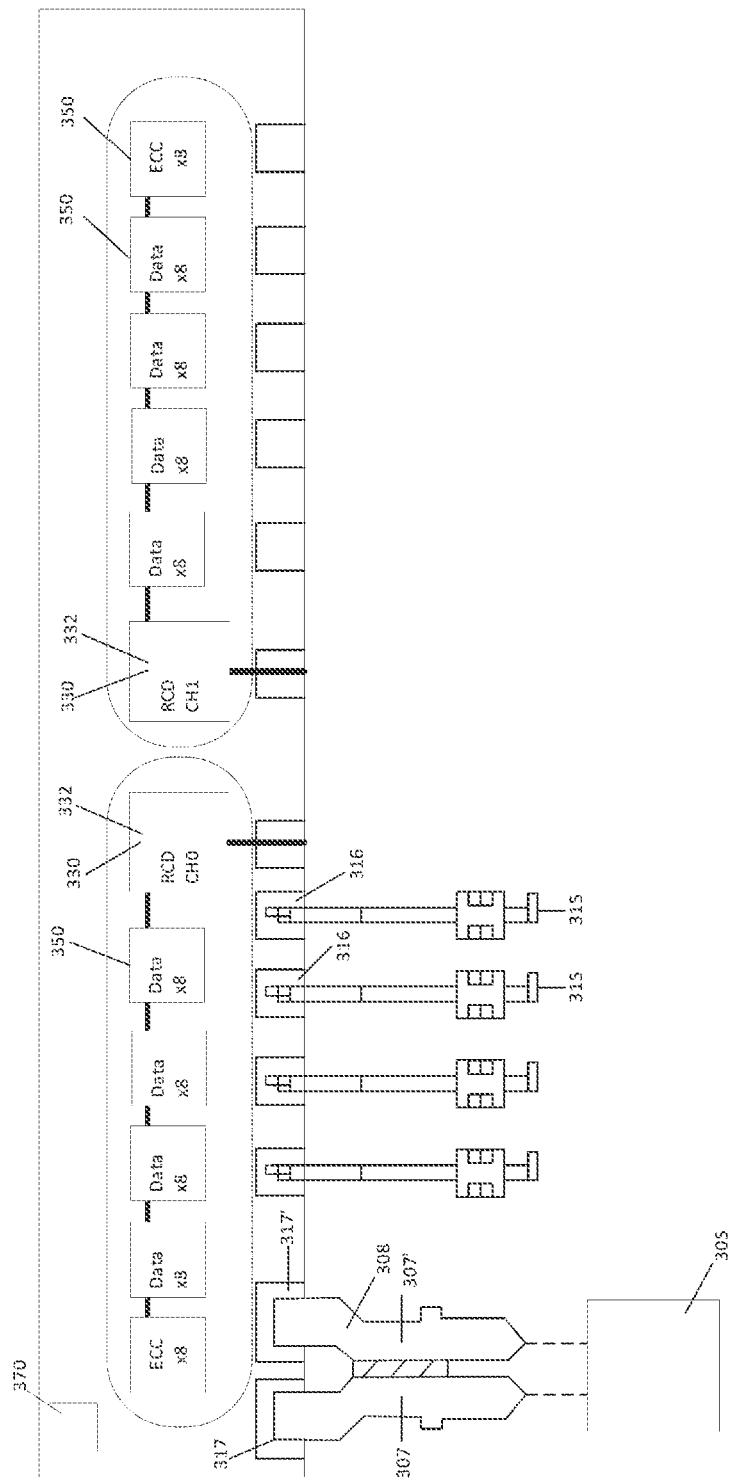 370
350
330
332
330
332
350
350
ECC
x8
Data
x8
Data
x8
Data
x8
Data
x8
RCD
CH0
RCD
CH1
Data
x8
Data
x8
Data
x8
Data
x8
ECC
x8
317
317'
316
316
308
307
307'
315
315
305